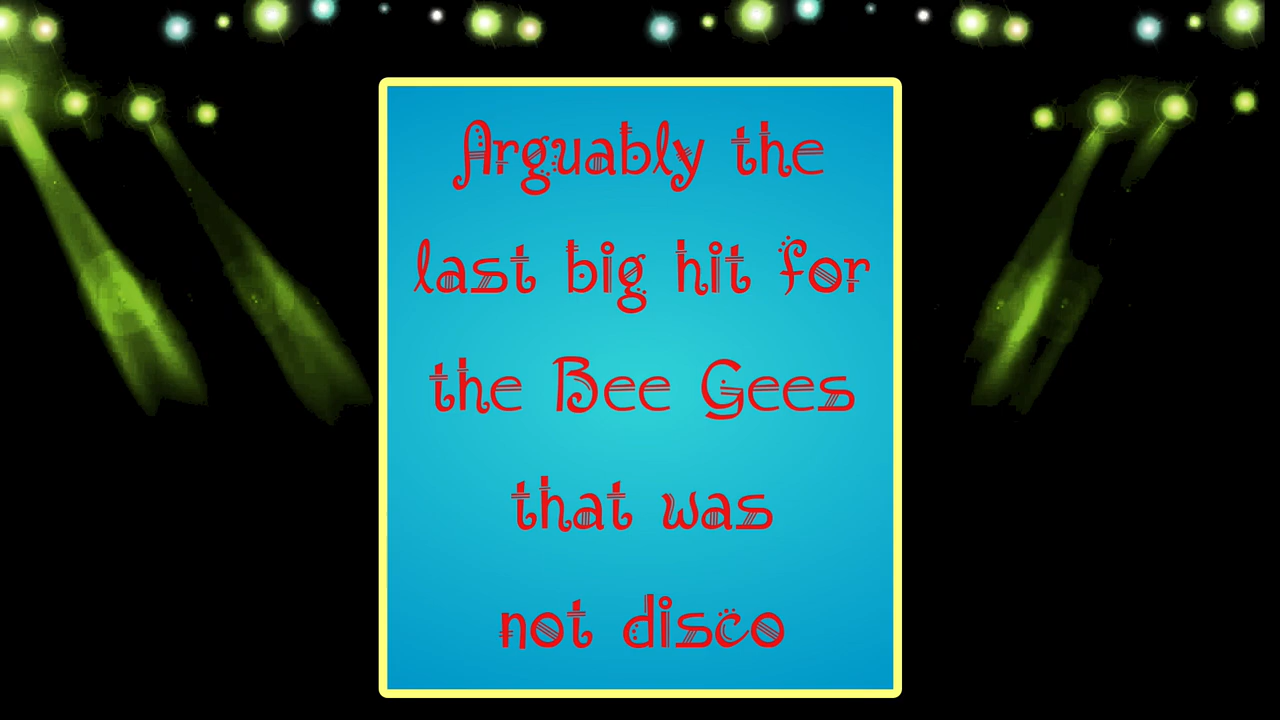 Arguably the
last big hit for
the Bee Gees
that was
not disco